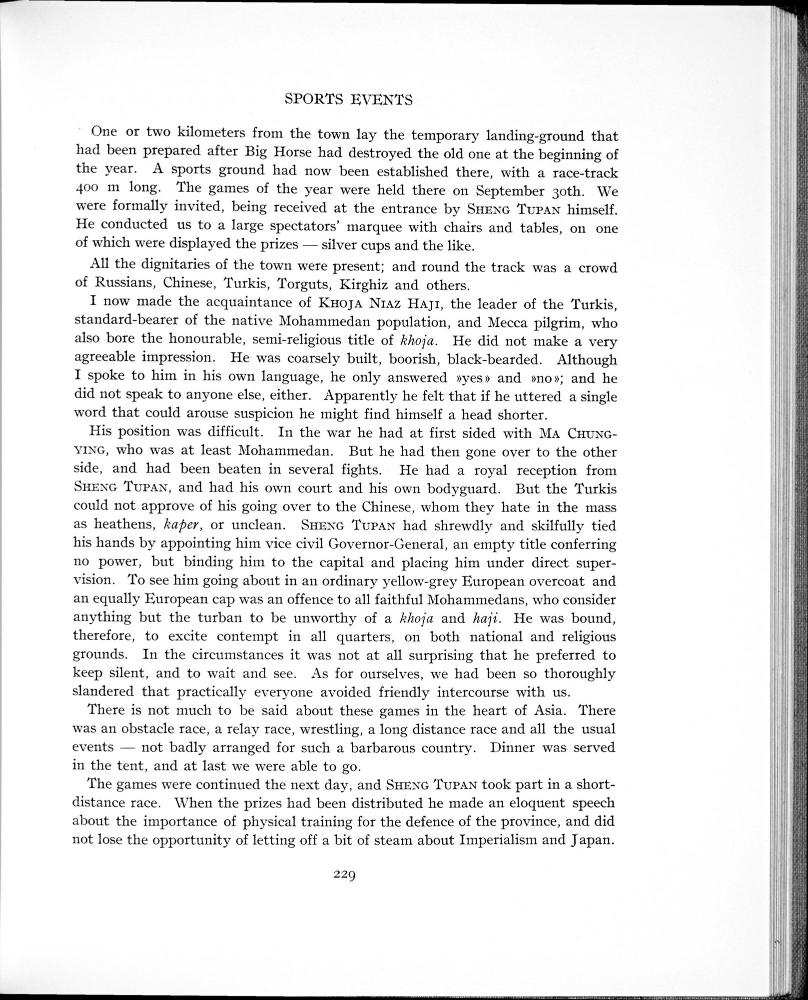 SPORTS EVENTS
One or two kilometers from the town lay the temporary landing-ground that
had been prepared after Big Horse had destroyed the old one at the beginning of
the year. A sports ground had now been established there, with a race-track
400 m long. The games of the year were held there on September 30th. We
were formally invited, being received at the entrance by SHENG TUPAN himself.
He conducted us to a large spectators' marquee with chairs and tables, on one
of which were displayed the prizes — silver cups and the like.
All the dignitaries of the town were present; and round the track was a crowd
of Russians, Chinese, Turkis, Torguts, Kirghiz and others.
I now made the acquaintance of KHOJA NIAZ HAJI, the leader of the Turkis,
standard-bearer of the native Mohammedan population, and Mecca pilgrim, who
also bore the honourable, semi-religious title of khoja. He did not make a very
agreeable impression. He was coarsely built, boorish, black-bearded. Although
I spoke to him in his own language, he only answered »yes» and »no»; and he
did not speak to anyone else, either. Apparently he felt that if he uttered a single
word that could arouse suspicion he might find himself a head shorter.
His position was difficult. In the war he had at first sided with MA CHUNG-
YING, who was at least Mohammedan. But he had then gone over to the other
side, and had been beaten in several fights. He had a royal reception from
SHENG TUPAN, and had his own court and his own bodyguard. But the Turkis
could not approve of his going over to the Chinese, whom they hate in the mass
as heathens, kaper, or unclean. SHENG TUPAN had shrewdly and skilfully tied
his hands by appointing him vice civil Governor-General, an empty title conferring
no power, but binding him to the capital and placing him under direct super-
vision. To see him going about in an ordinary yellow-grey European overcoat and
an equally European cap was an offence to all faithful Mohammedans, who consider
anything but the turban to be unworthy of a khoja and haji. He was bound,
therefore, to excite contempt in all quarters, on both national and religious
grounds. In the circumstances it was not at all surprising that he preferred to
keep silent, and to wait and see. As for ourselves, we had been so thoroughly
slandered that practically everyone avoided friendly intercourse with us.
There is not much to be said about these games in the heart of Asia. There
was an obstacle race, a relay race, wrestling, a long distance race and all the usual
events — not badly arranged for such a barbarous country. Dinner was served
in the tent, and at last we were able to go.
The games were continued the next day, and SHENG TUPAN took part in a short-
distance race. When the prizes had been distributed he made an eloquent speech
about the importance of physical training for the defence of the province, and did
not lose the opportunity of letting off a bit of steam about Imperialism and Japan.
229